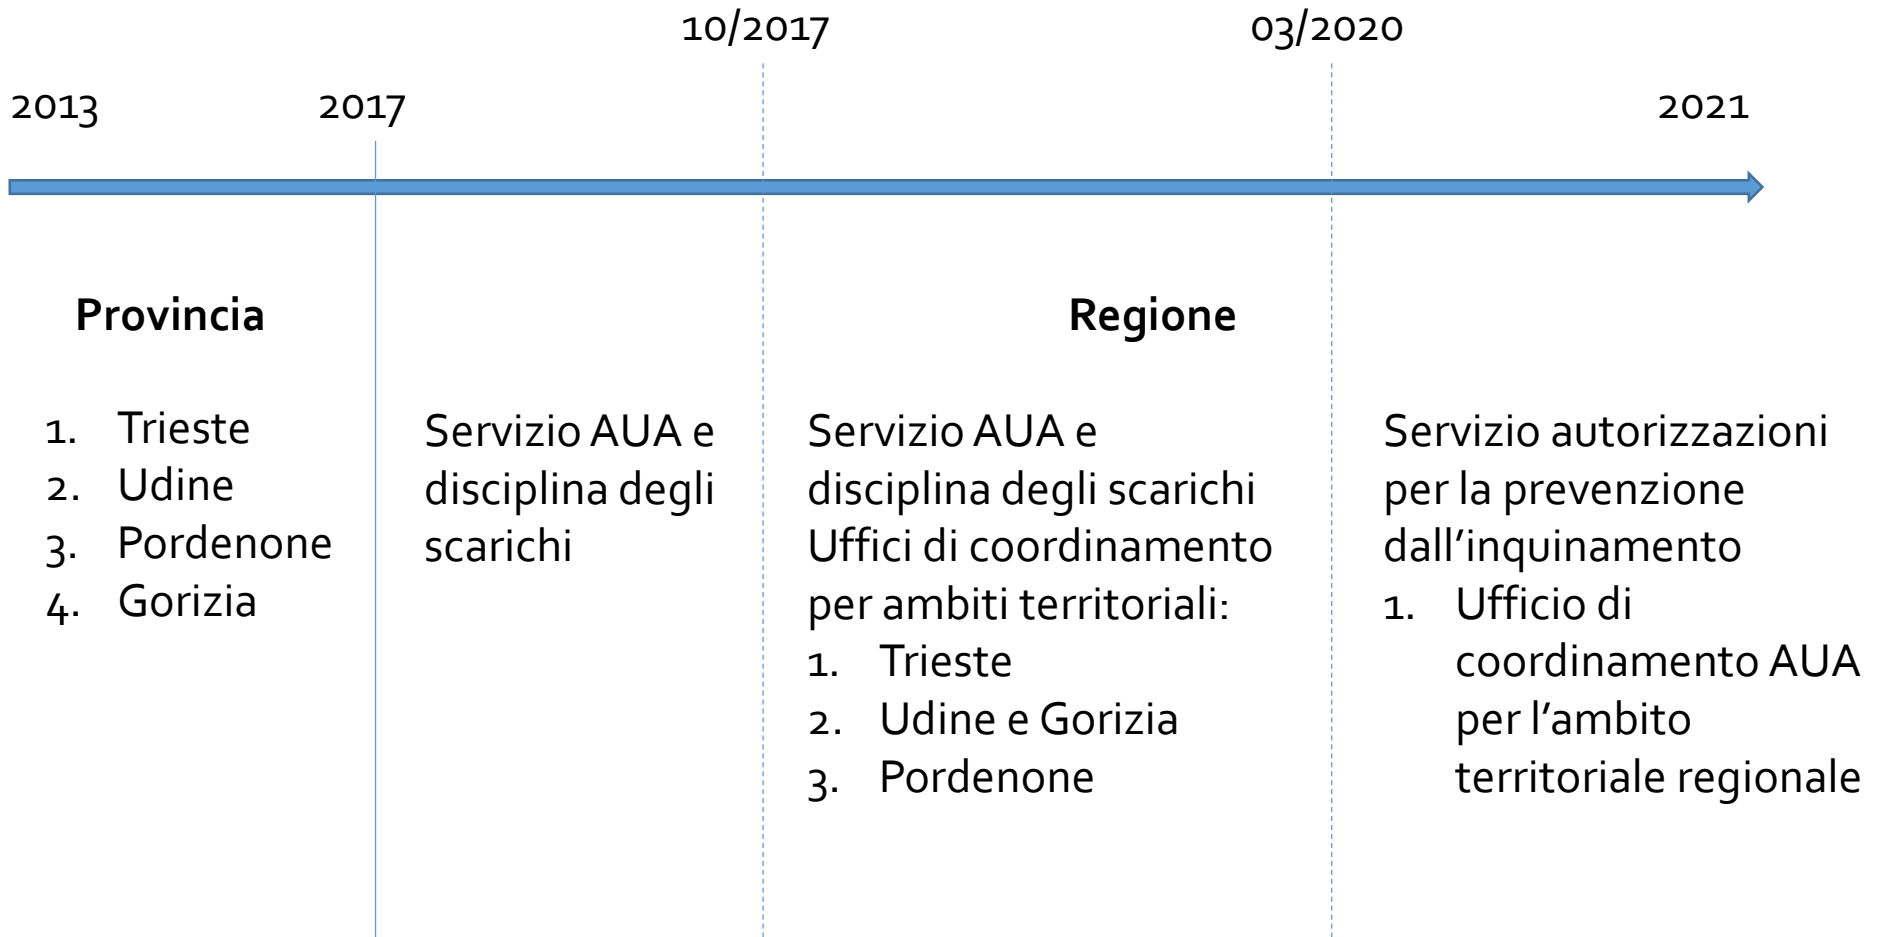 10/2017
03/2020
2013
2017
2021
Provincia
Regione
1. Trieste
2. Udine
3. Pordenone
4. Gorizia
Servizio AUA e
disciplina degli
scarichi
Servizio AUA e
disciplina degli scarichi
Uffici di coordinamento
per ambiti territoriali:
1. Trieste
2. Udine e Gorizia
3. Pordenone
Servizio autorizzazioni
per la prevenzione
dall’inquinamento
1. Ufficio di
coordinamento AUA
per l’ambito
territoriale regionale